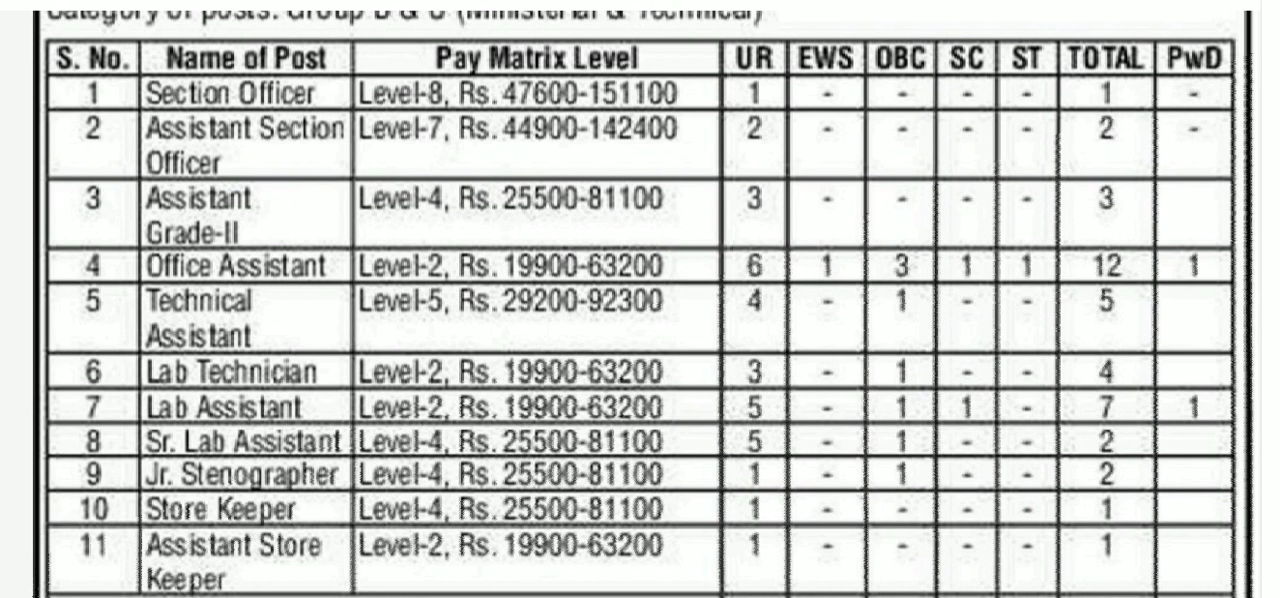 Category of posts: Group B & C (Ministerial & Technical)
S. No. Name of Post Pay Matrix Level UR EWS OBC SC ST TOTAL PwD
1 Section Officer Level-8, Rs. 47600-151100 1 - - - - 1 -
2 Assistant Section Level-7, Rs. 44900-142400 2 - - - - 2 -
Officer
3 Assistant Level-4, Rs. 25500-81100 3 - - - - 3
Grade-II
4 Office Assistant Level-2, Rs. 19900-63200 6 1 3 1 1 12 1
5 Technical Level-5, Rs. 29200-92300 4 - 1 - - 5
Assistant
6 Lab Technician Level-2, Rs. 19900-63200 3 - 1 - - 4
7 Lab Assistant Level-2, Rs. 19900-63200 5 - 1 1 - 7 1
8 Sr. Lab Assistant Level-4, Rs. 25500-81100 5 - 1 - - 2
9 Jr. Stenographer Level-4, Rs. 25500-81100 1 - 1 - - 2
10 Store Keeper Level-4, Rs. 25500-81100 1 - - - - 1
11 Assistant Store Level-2, Rs. 19900-63200 1 - - - - 1
Keeper